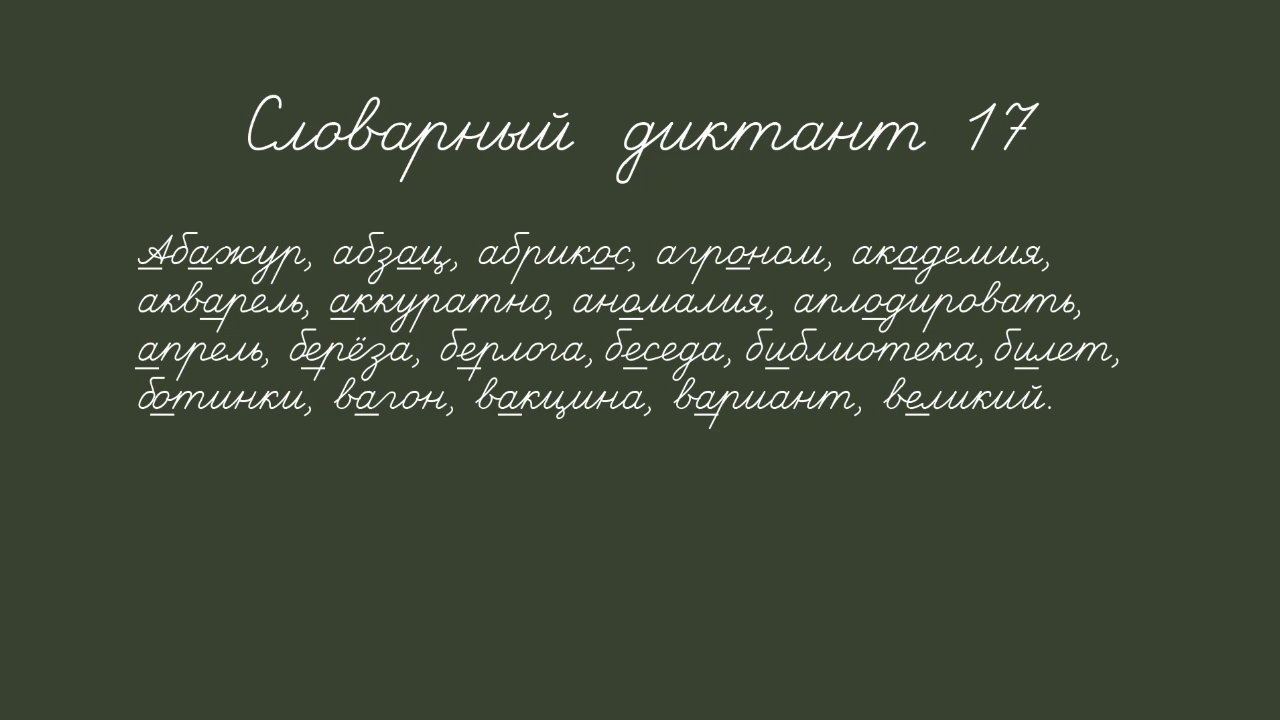 Словарный диктант 17
Абажур, абзац, абрикос, агроном, академия,
акварель, аккуратно, аномалия, аплодировать,
апрель, берёза, берлога, беседа, библиотека, билет,
ботинки, вагон, вакцина, вариант, великий.